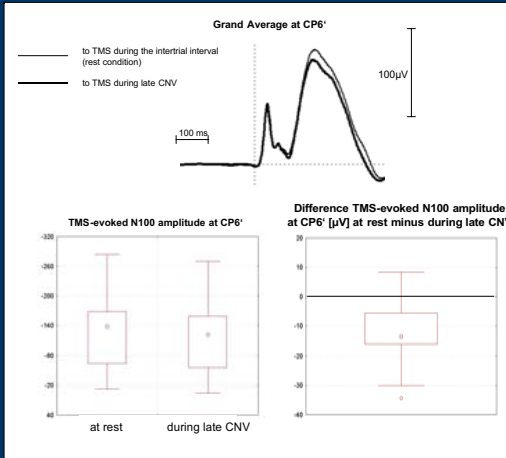 Grand Average at CP6‘
to TMS during the intertrial interval
(rest condition)
to TMS during late CNV
100µV
100 ms
TMS-evoked N100 amplitude at CP6‘
-320
-260
-200
-140
-80
-20
40
at rest
during late CNV
Difference TMS-evoked N100 amplitude
at CP6‘ [µV] at rest minus during late CNV
20
10
0
-10
-20
-30
-40